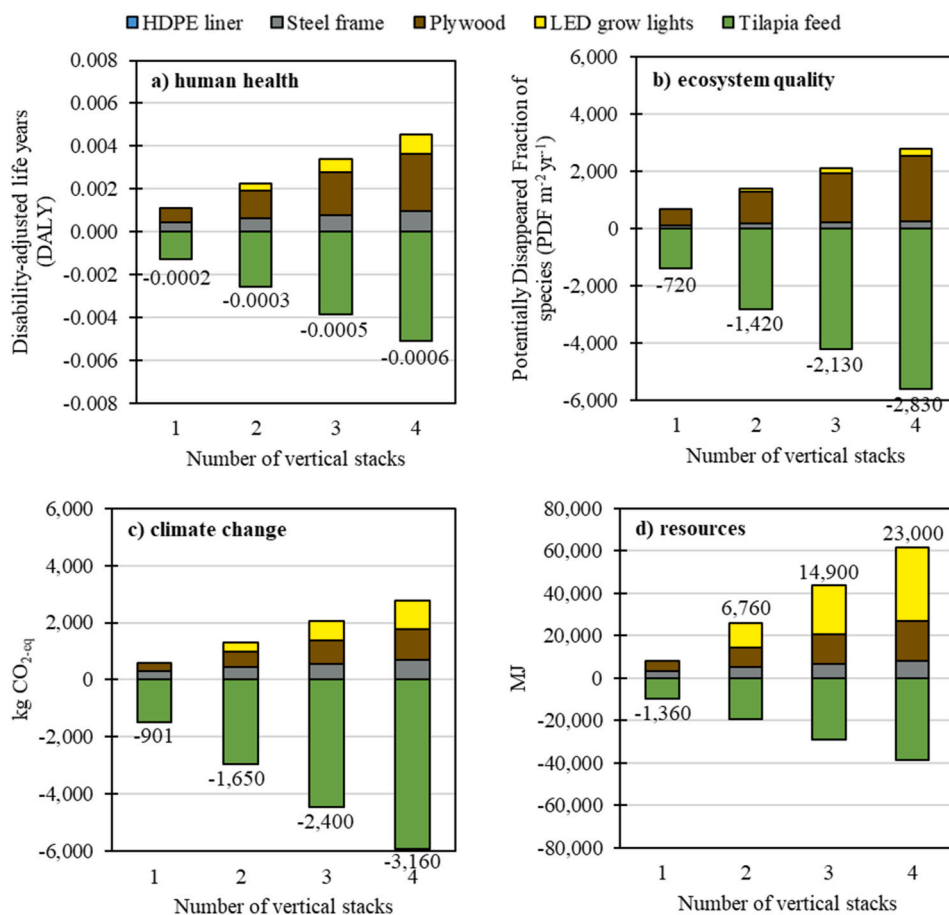 HDPE liner Steel frame Plywood LED grow lights Tilapia feed
a) human health
Disability-adjusted life years
(DALY)
0.008
0.006
0.004
0.002
0.000
-0.002
-0.004
-0.006
-0.008
-0.0002
-0.0003
-0.0005
-0.0006
1 2 3 4
Number of vertical stacks
b) ecosystem quality
Potentially Disappeared Fraction of
species (PDF m⁻² yr⁻¹)
6,000
4,000
2,000
0
-2,000
-4,000
-6,000
-720
-1,420
-2,130
-2,830
1 2 3 4
Number of vertical stacks
c) climate change
kg CO₂₋eq
6,000
4,000
2,000
0
-2,000
-4,000
-6,000
-901
-1,650
-2,400
-3,160
1 2 3 4
Number of vertical stacks
d) resources
MJ
80,000
60,000
40,000
20,000
0
-20,000
-40,000
-60,000
-80,000
-1,360
6,760
14,900
23,000
1 2 3 4
Number of vertical stacks